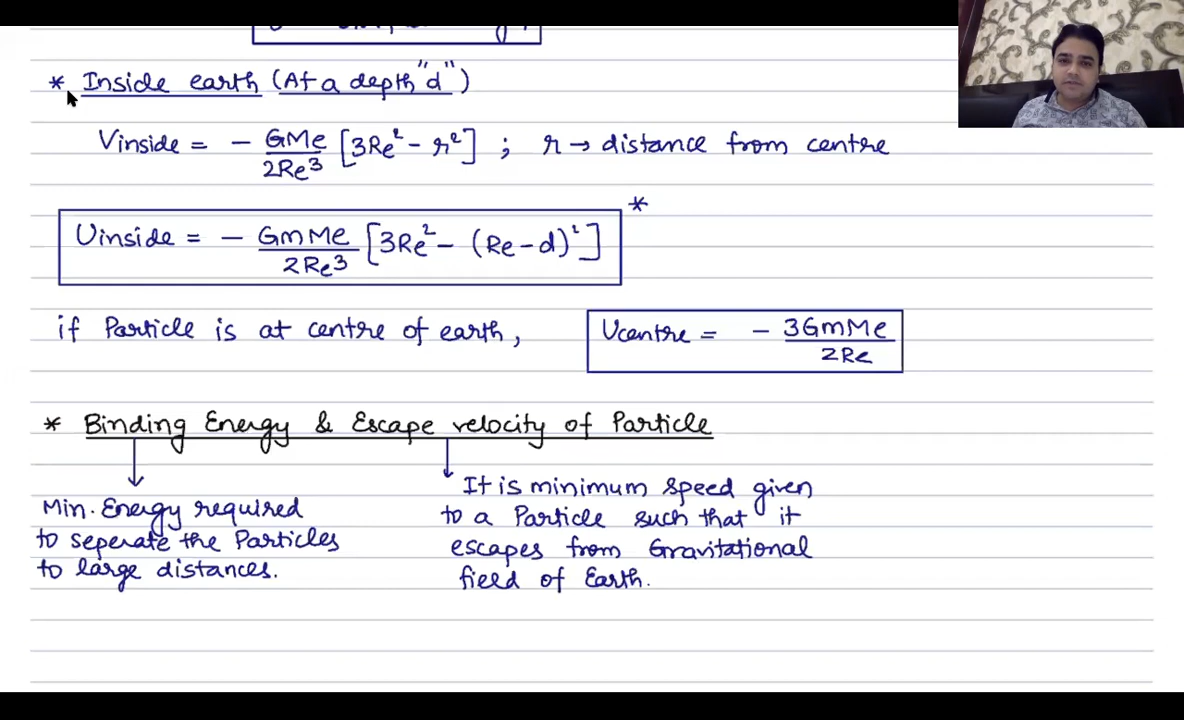 * Inside earth (At a depth "d")
Vinside = - GMe/2Re³ [3Re² - r²] ; r → distance from centre
Uinside = - GmMe/2Re³ [3Re² - (Re-d)²] *
if Particle is at centre of earth, Ucentre = - 3GmMe/2Re
* Binding Energy & Escape velocity of Particle
Min. Energy required
to seperate the Particles
to large distances.
It is minimum speed given
to a Particle such that it
escapes from Gravitational
field of Earth.